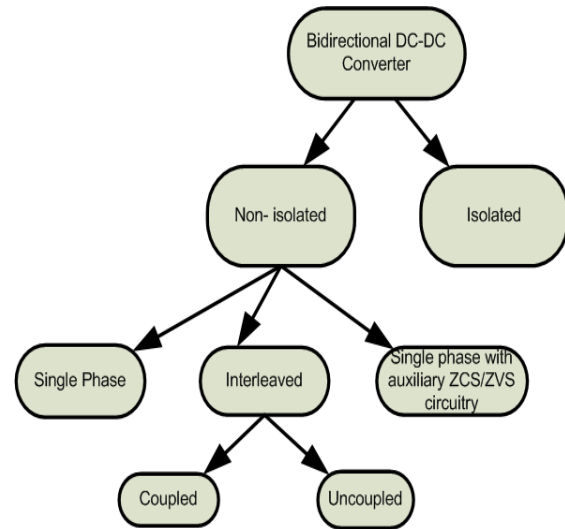 Bidirectional DC-DC
Converter
Non- isolated
Isolated
Single Phase
Interleaved
Single phase with
auxiliary ZCS/ZVS
circuitry
Coupled
Uncoupled